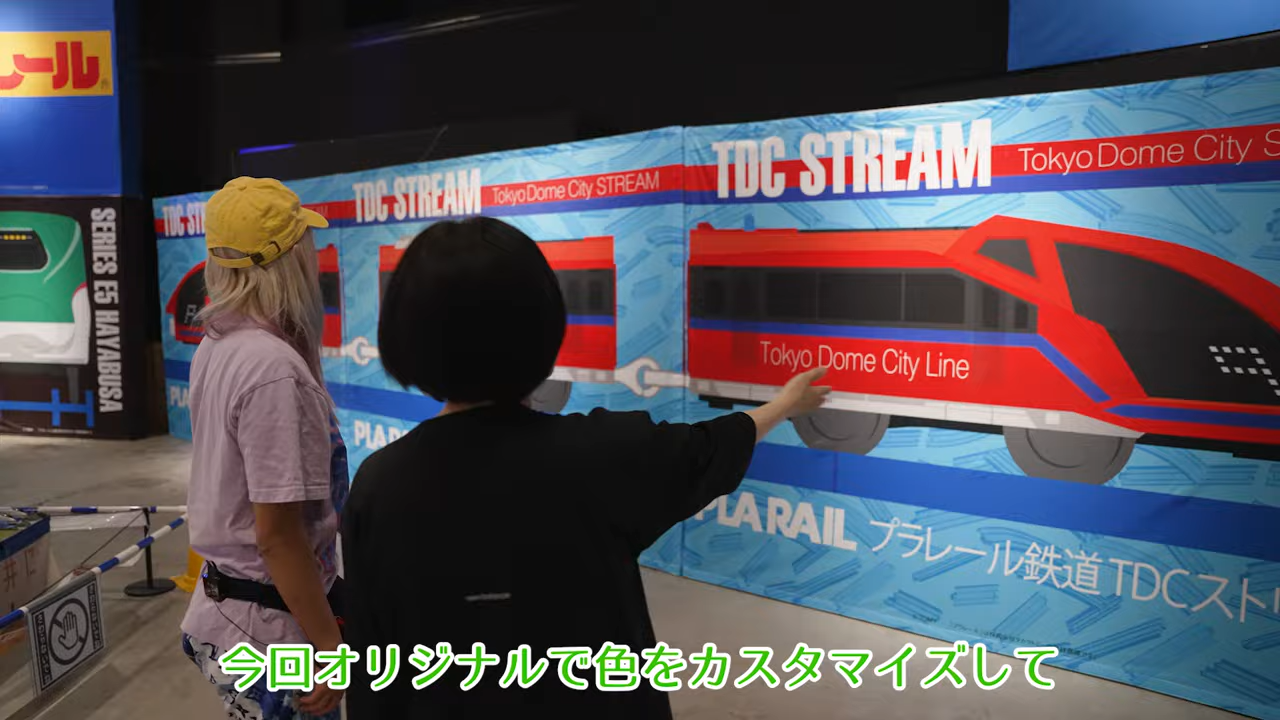 レール
SERIES E5 HAYABUSA
TDC STREAM
TDC STREAM Tokyo Dome City STREAM
TDC STREAM Tokyo Dome City S
Tokyo Dome City Line
PLARAIL プラレール鉄道 TDCスト
今回オリジナルで色をカスタマイズして